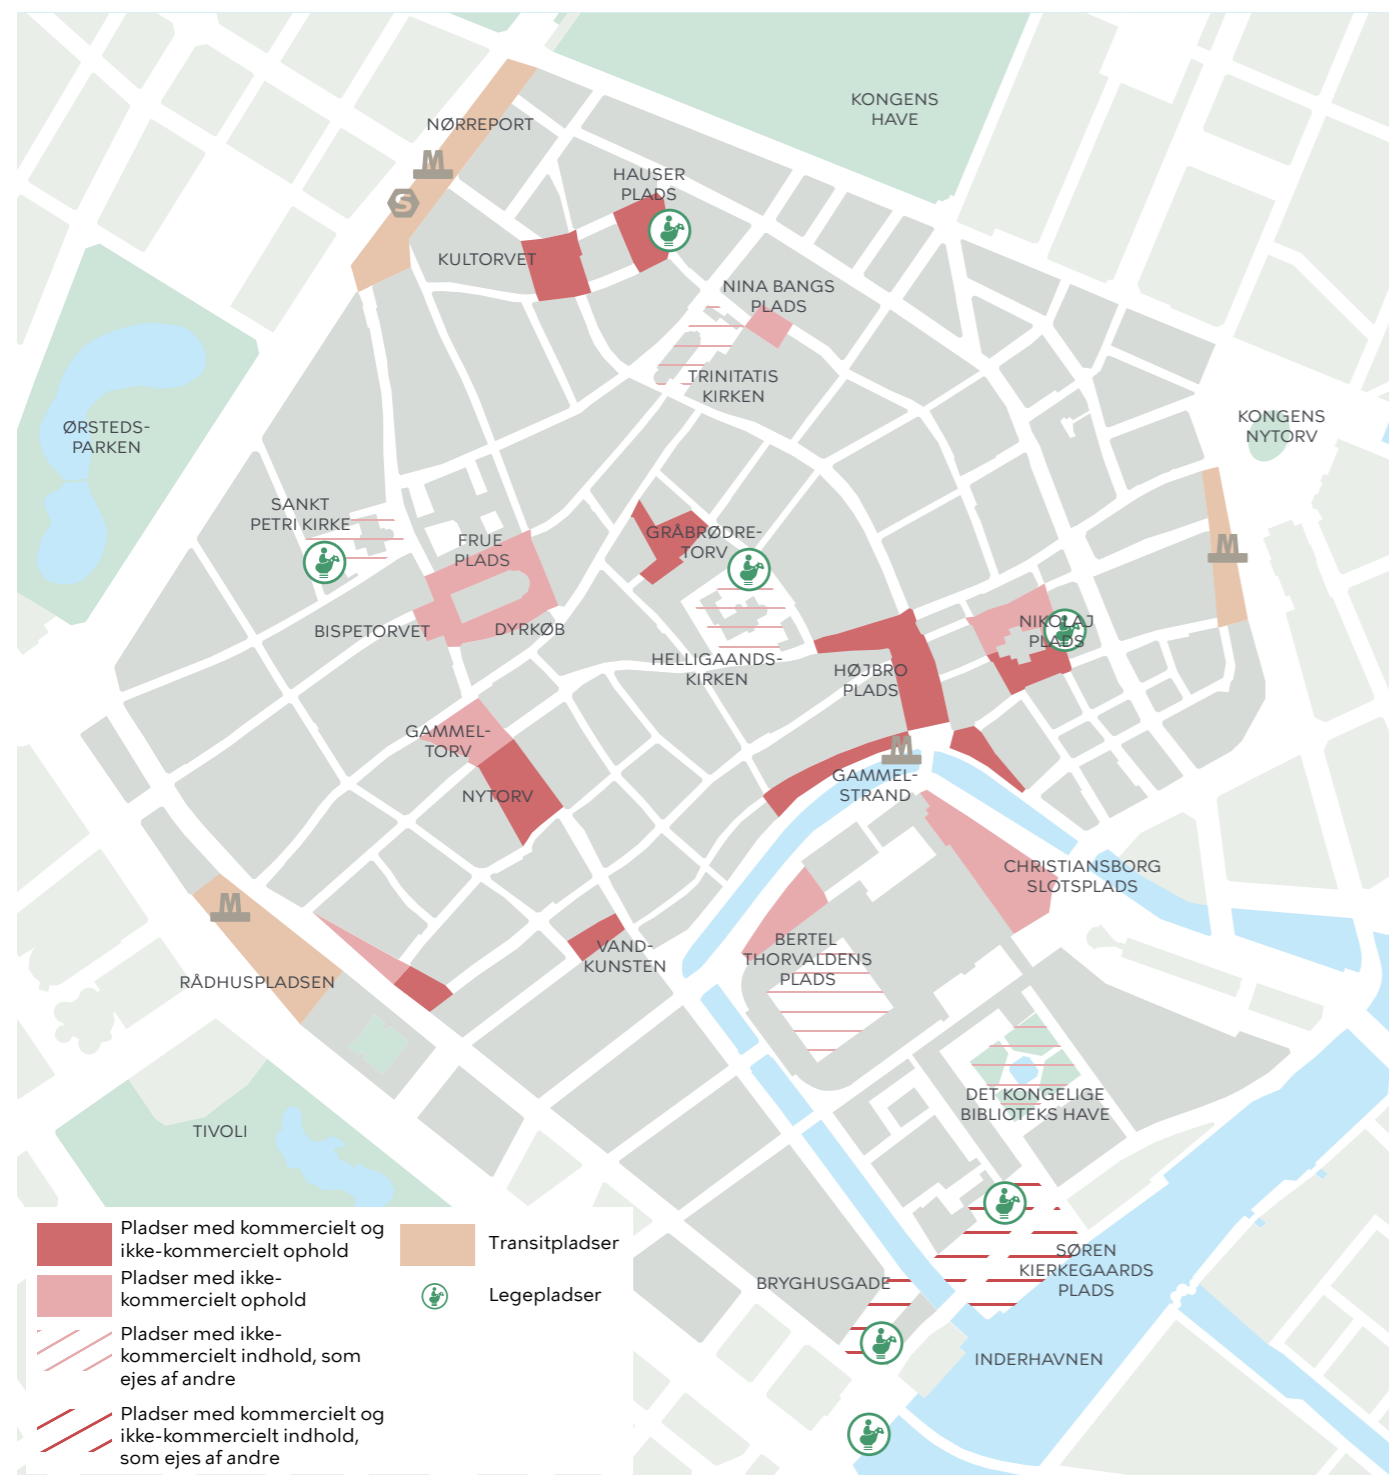 KONGENS
HAVE
NØRREPORT
M
S
HAUSER
PLADS
KULTORVET
NINA BANGS
PLADS
TRINITATIS
KIRKEN
KONGENS
NYTORV
ØRSTEDS-
PARKEN
SANKT
PETRI KIRKE
FRUE
PLADS
GRÅBRØDRE-
TORV
M
BISPETORVET
DYRKØB
NIKOLAJ
PLADS
HELLIGAANDS-
KIRKEN
HØJBRO
PLADS
GAMMEL-
TORV
M
GAMMEL-
STRAND
NYTORV
CHRISTIANSBORG
SLOTSPLADS
M
VAND-
KUNSTEN
BERTEL
THORVALDENS
PLADS
RÅDHUSPLADSEN
DET KONGELIGE
BIBLIOTEKS HAVE
TIVOLI
SØREN
KIERKEGAARDS
PLADS
BRYGHUSGADE
INDERHAVNEN
Pladser med kommercielt og
ikke-kommercielt ophold
Pladser med ikke-
kommercielt ophold
Pladser med ikke-
kommercielt indhold, som
ejes af andre
Pladser med kommercielt og
ikke-kommercielt indhold,
som ejes af andre
Transitpladser
Legepladser